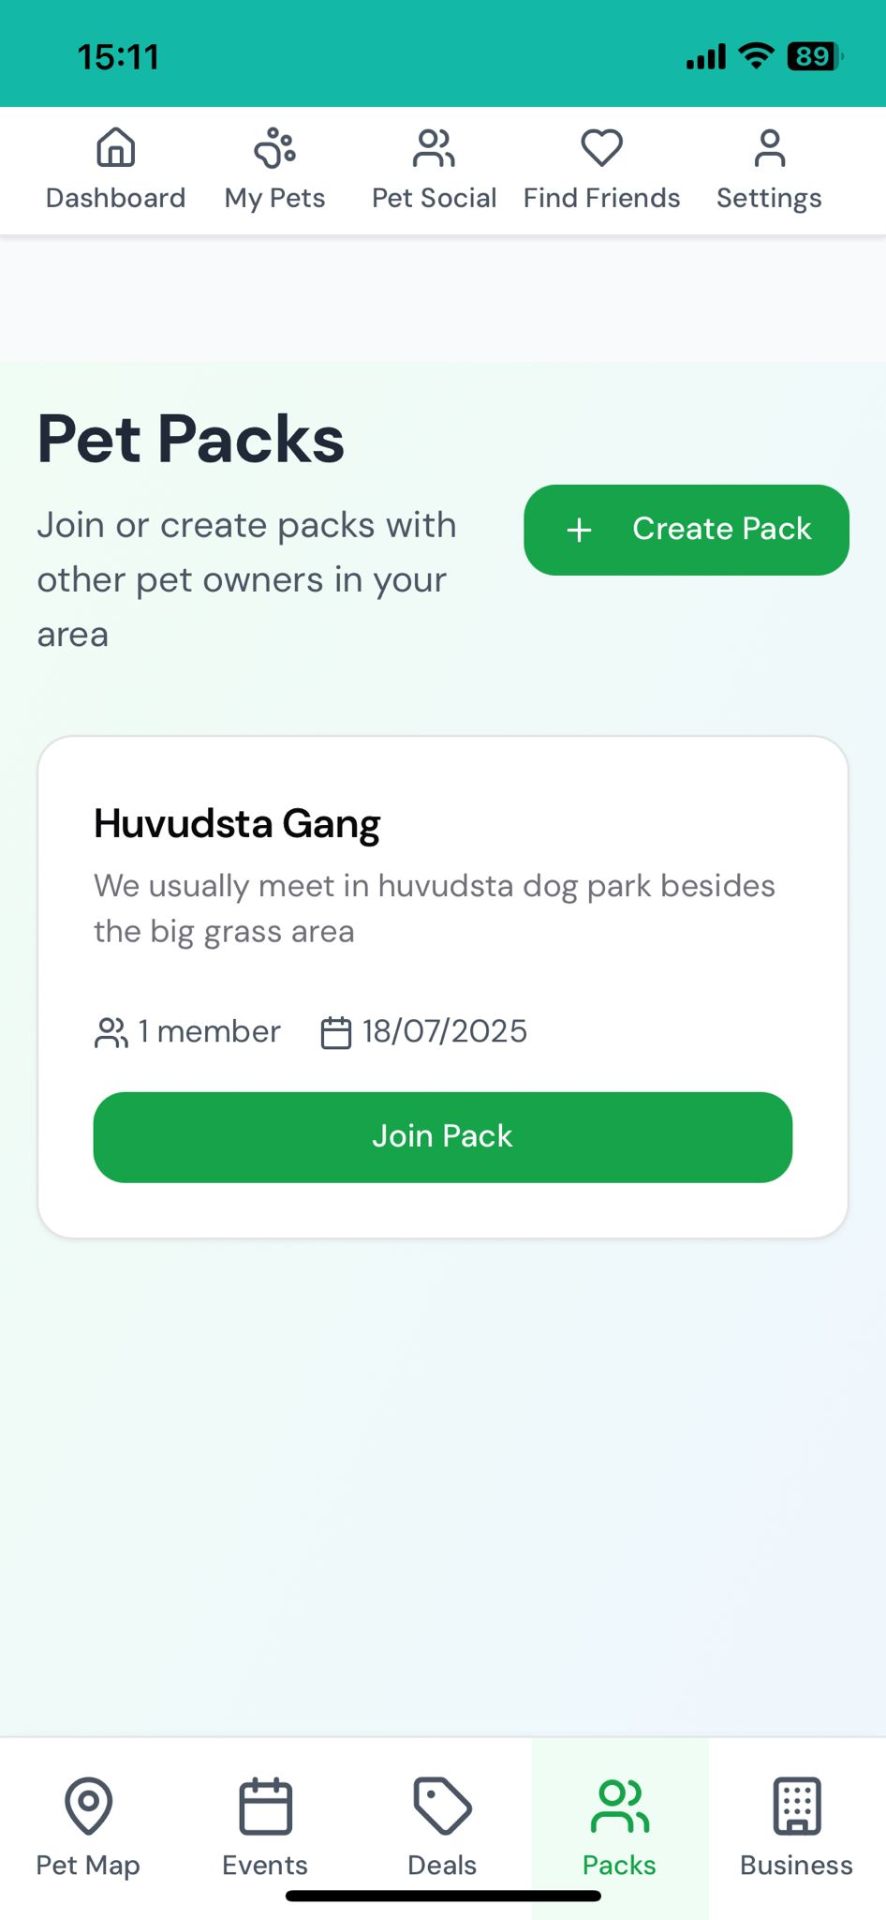 15:11
89
Dashboard
My Pets
Pet Social
Find Friends
Settings
Pet Packs
Join or create packs with
other pet owners in your
area
Create Pack
Huvudsta Gang
We usually meet in huvudsta dog park besides
the big grass area
1 member
18/07/2025
Join Pack
Pet Map
Events
Deals
Packs
Business